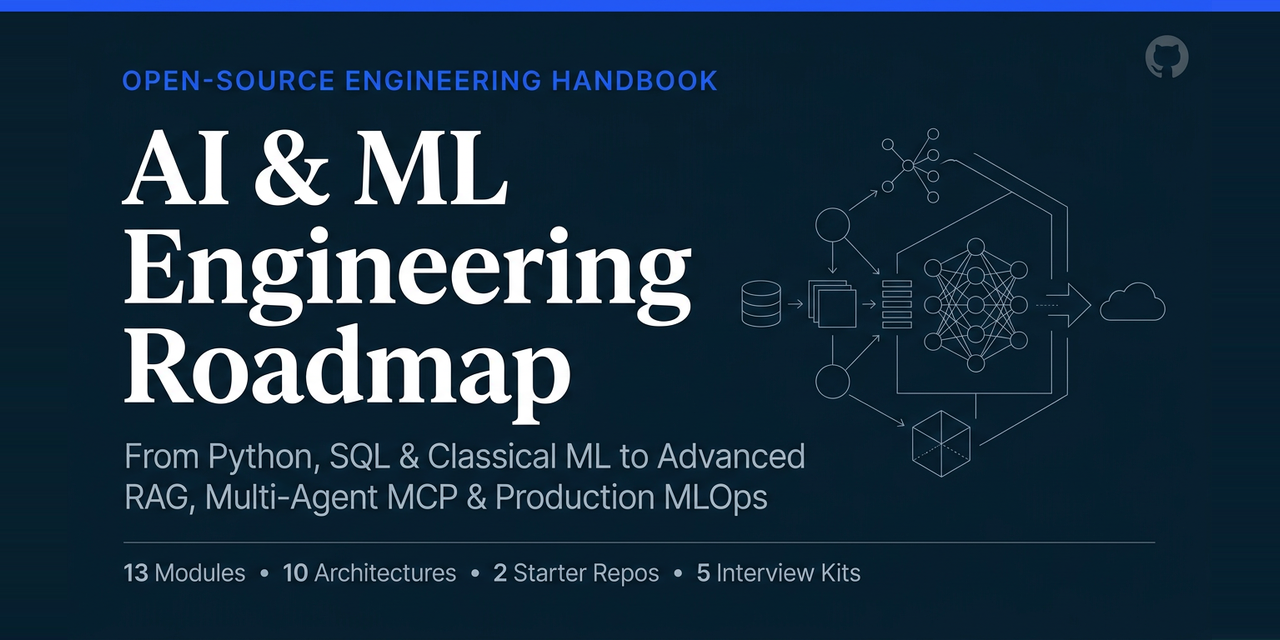 OPEN-SOURCE ENGINEERING HANDBOOK
AI & ML
Engineering
Roadmap
From Python, SQL & Classical ML to Advanced
RAG, Multi-Agent MCP & Production MLOps
13 Modules • 10 Architectures • 2 Starter Repos • 5 Interview Kits